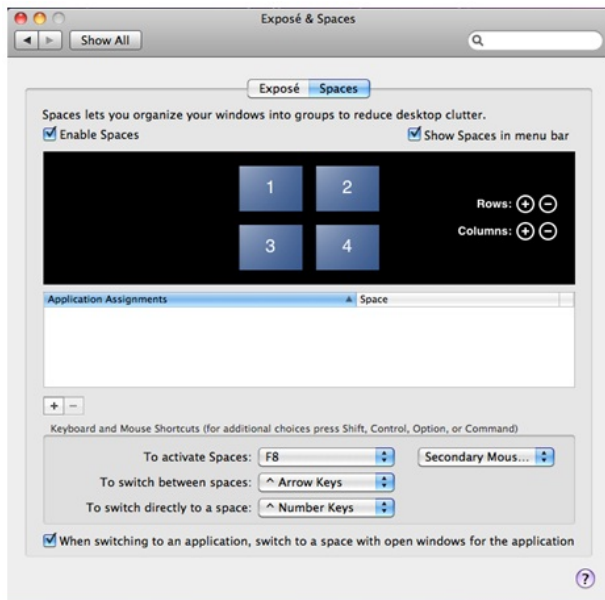 Exposé & Spaces
Show All
Exposé Spaces
Spaces lets you organize your windows into groups to reduce desktop clutter.
Enable Spaces Show Spaces in menu bar
1 2
Rows: + −
Columns: + −
3 4
Application Assignments Space
+ −
Keyboard and Mouse Shortcuts (for additional choices press Shift, Control, Option, or Command)
To activate Spaces: F8 Secondary Mous...
To switch between spaces: ^ Arrow Keys
To switch directly to a space: ^ Number Keys
When switching to an application, switch to a space with open windows for the application
?